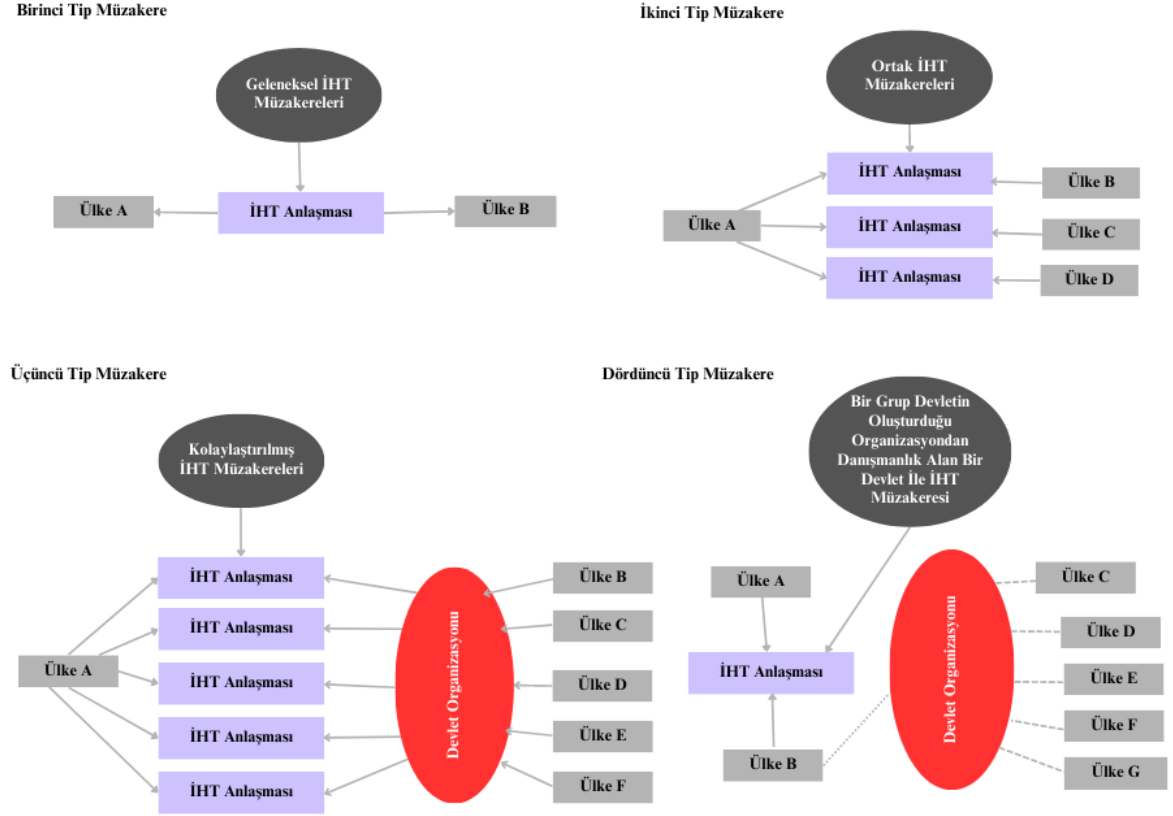 Birinci Tip Müzakere
Geleneksel İHT
Müzakereleri
Ülke A
İHT Anlaşması
Ülke B
İkinci Tip Müzakere
Ortak İHT
Müzakereleri
İHT Anlaşması
Ülke B
Ülke A
İHT Anlaşması
Ülke C
İHT Anlaşması
Ülke D
Üçüncü Tip Müzakere
Kolaylaştırılmış
İHT Müzakereleri
İHT Anlaşması
İHT Anlaşması
Ülke A
İHT Anlaşması
İHT Anlaşması
İHT Anlaşması
Devlet Organizasyonu
Ülke B
Ülke C
Ülke D
Ülke E
Ülke F
Dördüncü Tip Müzakere
Bir Grup Devletin
Oluşturduğu
Organizasyondan
Danışmanlık Alan Bir
Devlet İle İHT
Müzakeresi
Ülke A
İHT Anlaşması
Ülke B
Devlet Organizasyonu
Ülke C
Ülke D
Ülke E
Ülke F
Ülke G